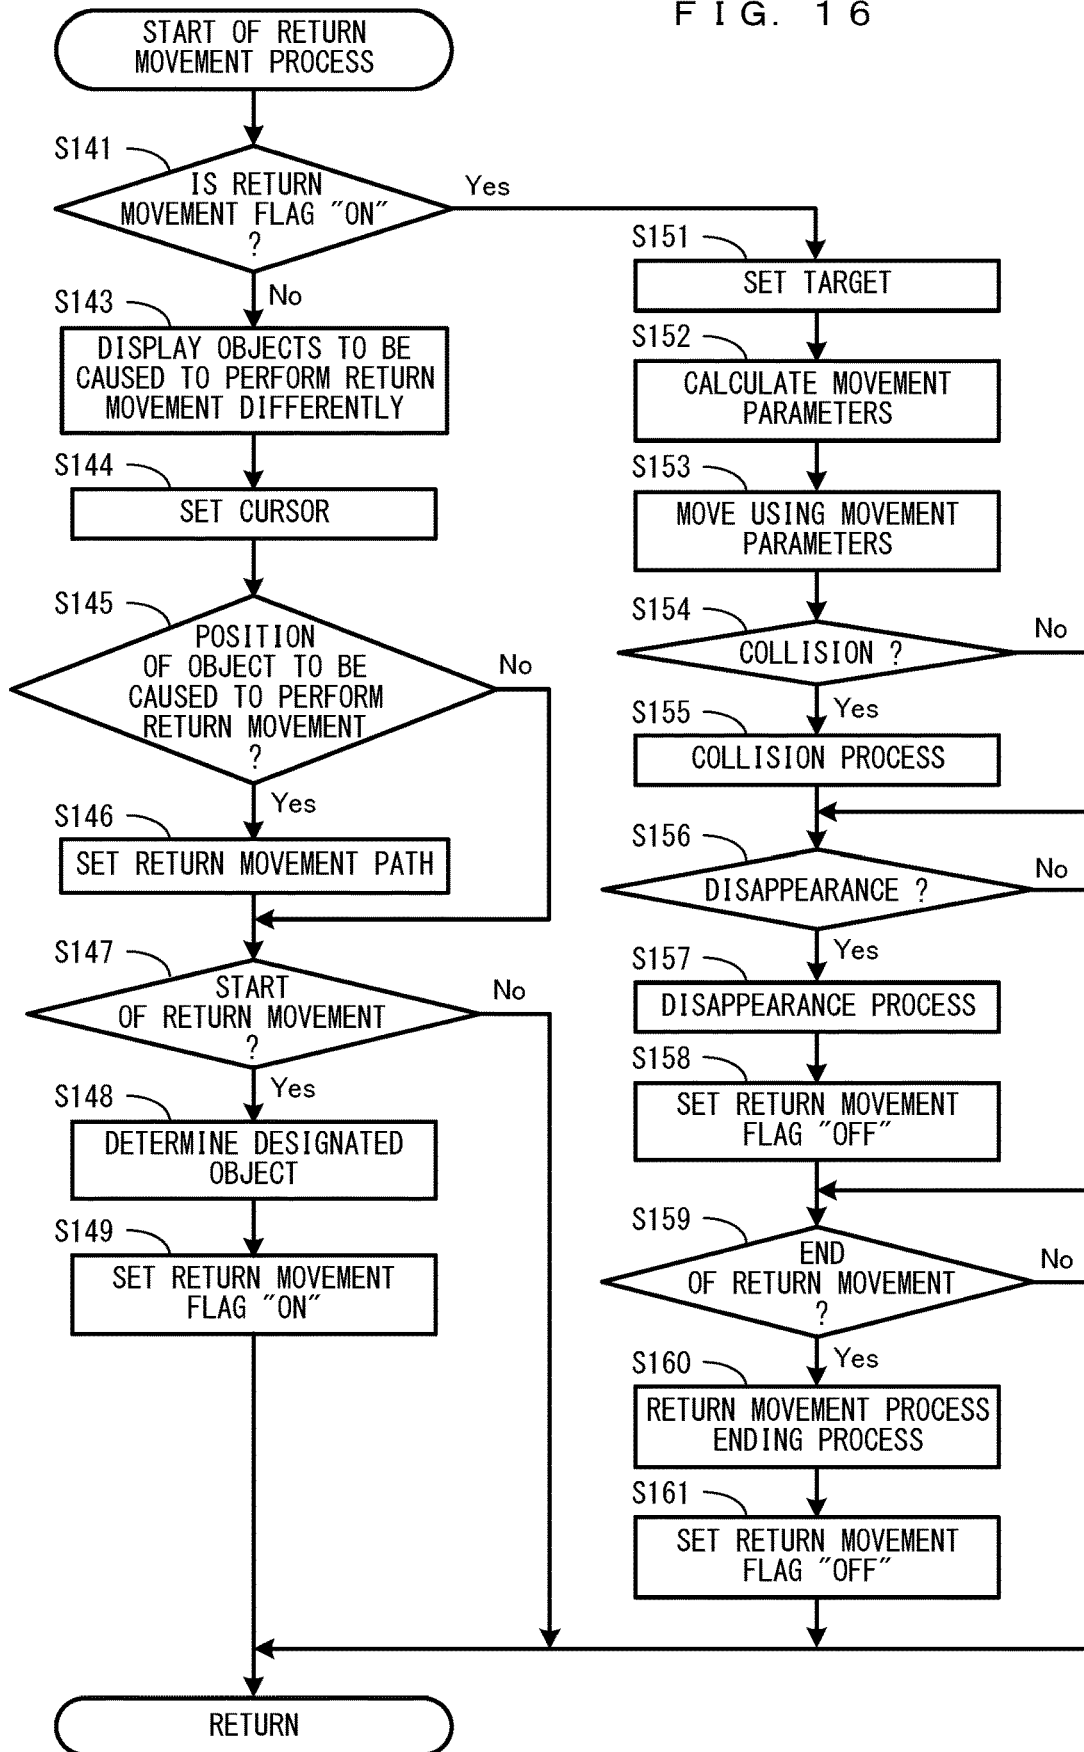 FIG. 16
START OF RETURN
MOVEMENT PROCESS
S141
IS RETURN
MOVEMENT FLAG "ON"
?
Yes
No
S143
DISPLAY OBJECTS TO BE
CAUSED TO PERFORM RETURN
MOVEMENT DIFFERENTLY
S144
SET CURSOR
S145
POSITION
OF OBJECT TO BE
CAUSED TO PERFORM
RETURN MOVEMENT
?
No
Yes
S146
SET RETURN MOVEMENT PATH
S147
START
OF RETURN MOVEMENT
?
No
Yes
S148
DETERMINE DESIGNATED
OBJECT
S149
SET RETURN MOVEMENT
FLAG "ON"
S151
SET TARGET
S152
CALCULATE MOVEMENT
PARAMETERS
S153
MOVE USING MOVEMENT
PARAMETERS
S154
COLLISION ?
No
Yes
S155
COLLISION PROCESS
S156
DISAPPEARANCE ?
No
Yes
S157
DISAPPEARANCE PROCESS
S158
SET RETURN MOVEMENT
FLAG "OFF"
S159
END
OF RETURN MOVEMENT
?
No
Yes
S160
RETURN MOVEMENT PROCESS
ENDING PROCESS
S161
SET RETURN MOVEMENT
FLAG "OFF"
RETURN